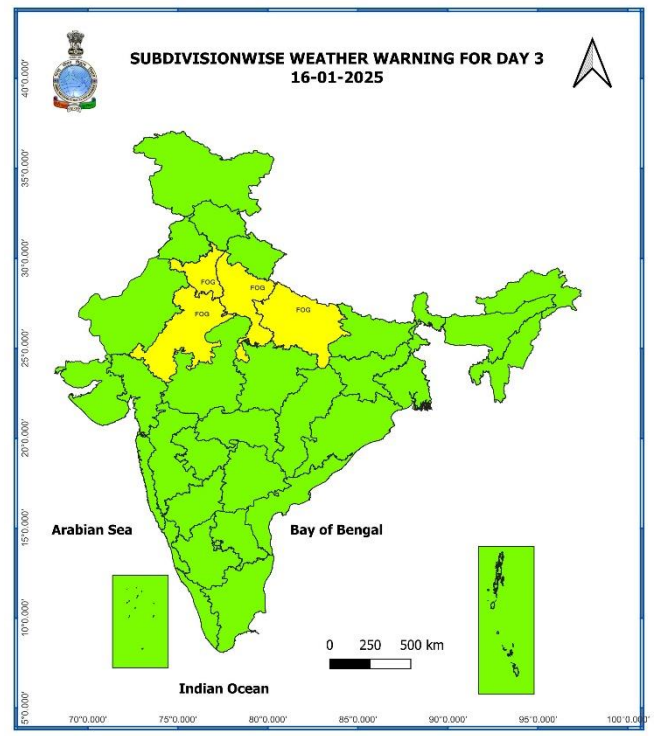 SUBDIVISIONWISE WEATHER WARNING FOR DAY 3
16-01-2025
40°0.000'
35°0.000'
30°0.000'
25°0.000'
20°0.000'
15°0.000'
10°0.000'
5°0.000'
FOG
FOG
FOG
FOG
Arabian Sea
Bay of Bengal
0 250 500 km
Indian Ocean
70°0.000' 75°0.000' 80°0.000' 85°0.000' 90°0.000' 95°0.000' 100°0.000'